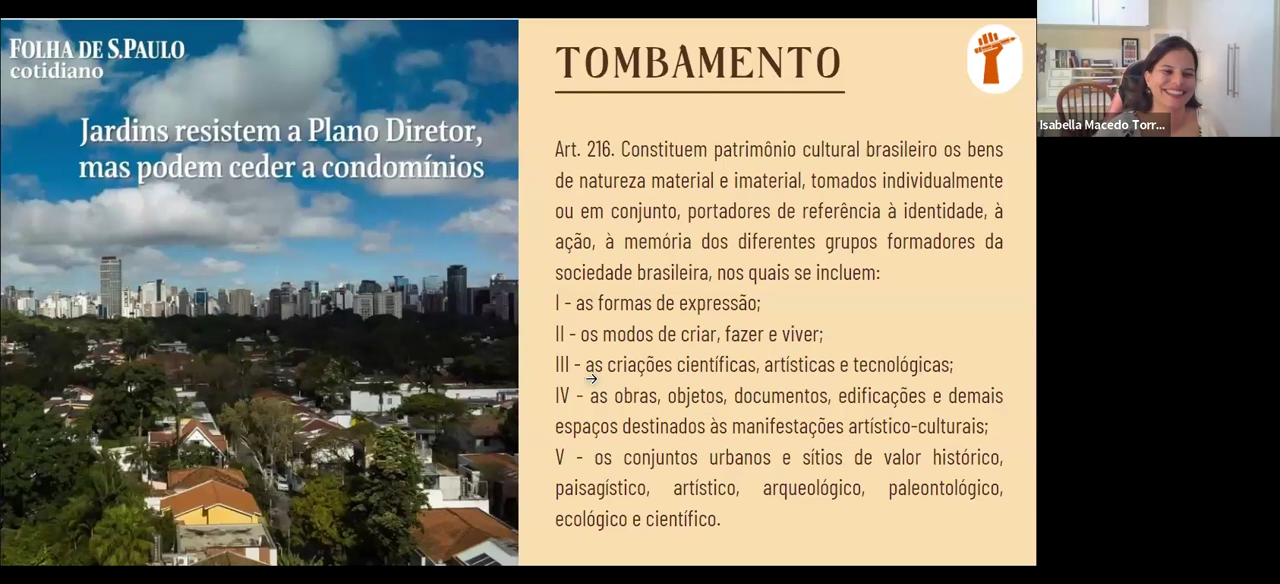 FOLHA DE S.PAULO
cotidiano
Jardins resistem a Plano Diretor,
mas podem ceder a condomínios
TOMBAMENTO
Art. 216. Constituem patrimônio cultural brasileiro os bens
de natureza material e imaterial, tomados individualmente
ou em conjunto, portadores de referência à identidade, à
ação, à memória dos diferentes grupos formadores da
sociedade brasileira, nos quais se incluem:
I - as formas de expressão;
II - os modos de criar, fazer e viver;
III - as criações científicas, artísticas e tecnológicas;
IV - as obras, objetos, documentos, edificações e demais
espaços destinados às manifestações artístico-culturais;
V - os conjuntos urbanos e sítios de valor histórico,
paisagístico, artístico, arqueológico, paleontológico,
ecológico e científico.
Isabella Macedo Torr...